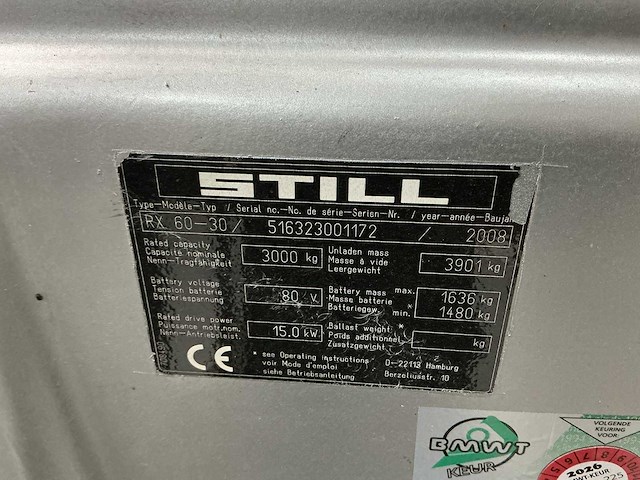 STILL
Type-Modèle-Typ / Serial no.-No. de série-Serien-Nr. / year-année-Baujah
RX 60-30 / 516323001172 / 2008
Rated capacity
Capacité nominale
Nenn-Tragfähigkeit
3000 kg
Unladen mass
Masse à vide
Leergewicht
3901 kg
Battery voltage
Tension batterie
Batteriespannung
80 V
Battery mass max.
Masse batterie *
Batteriegew. min.
1636 kg
1480 kg
Rated drive power
Puissance motr.nom.
Nenn-Antriebsleist.
15.0 kW
Ballast weight *
Poids additionnel
Zusatzgewicht
kg
CE
* see Operating instructions
voir Mode d'emploi
siehe Betriebsanleitung
D-22113 Hamburg
Berzeliusstr. 10
BMWT
KEUR
VOLGENDE
KEURING
VOOR:
2026
BMWT-KEUR